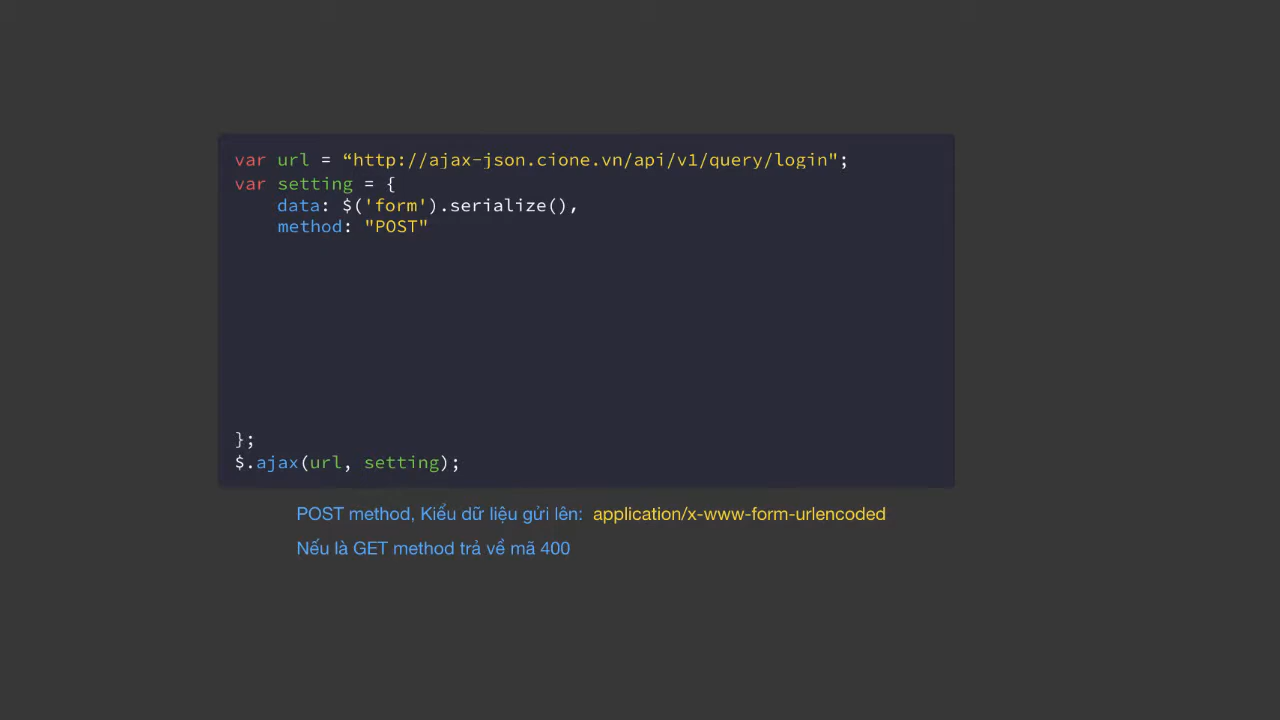 var url = “http://ajax-json.cione.vn/api/v1/query/login";
var setting = {
    data: $('form').serialize(),
    method: "POST"
};
$.ajax(url, setting);
POST method, Kiểu dữ liệu gửi lên: application/x-www-form-urlencoded
Nếu là GET method trả về mã 400